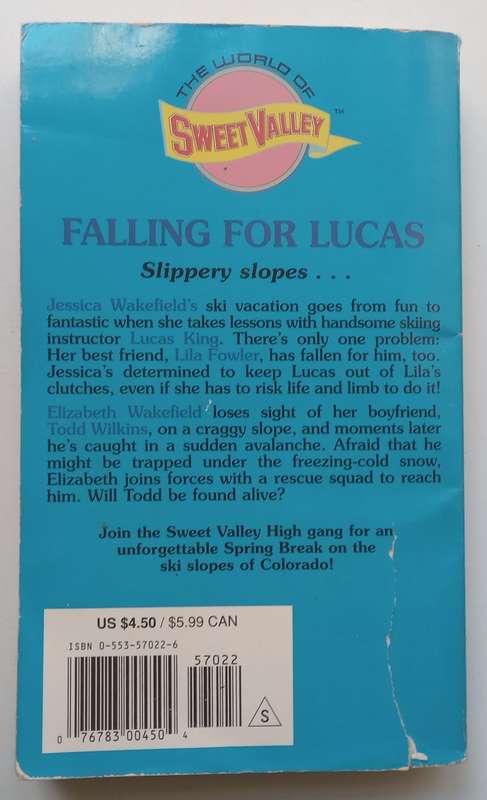 THE WORLD OF
SWEET VALLEY™
FALLING FOR LUCAS
Slippery slopes . . .
Jessica Wakefield's ski vacation goes from fun to
fantastic when she takes lessons with handsome skiing
instructor Lucas King. There's only one problem:
Her best friend, Lila Fowler, has fallen for him, too.
Jessica's determined to keep Lucas out of Lila's
clutches, even if she has to risk life and limb to do it!
Elizabeth Wakefield loses sight of her boyfriend,
Todd Wilkins, on a craggy slope, and moments later
he's caught in a sudden avalanche. Afraid that he
might be trapped under the freezing-cold snow,
Elizabeth joins forces with a rescue squad to reach
him. Will Todd be found alive?
Join the Sweet Valley High gang for an
unforgettable Spring Break on the
ski slopes of Colorado!
US $4.50 / $5.99 CAN
ISBN 0-553-57022-6
57022
S
0 76783 00450 4